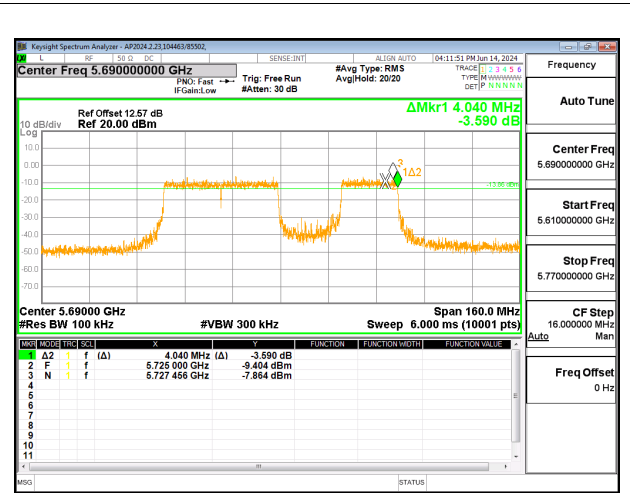 Keysight Spectrum Analyzer - AP2024.2.23,104463/85502,
L RF 50 Ω DC SENSE:INT ALIGN AUTO 04:11:51 PM Jun 14, 2024
Center Freq 5.690000000 GHz
PNO: Fast
IFGain:Low
Trig: Free Run
#Atten: 30 dB
#Avg Type: RMS
Avg|Hold: 20/20
TRACE 1 2 3 4 5 6
TYPE M WWWWW
DET P N N N N N
Frequency
Auto Tune
Center Freq
5.690000000 GHz
Start Freq
5.610000000 GHz
Stop Freq
5.770000000 GHz
CF Step
16.000000 MHz
Auto Man
Freq Offset
0 Hz
ΔMkr1 4.040 MHz
-3.590 dB
Ref Offset 12.57 dB
10 dB/div Ref 20.00 dBm
Log
10.0
0.00
-10.0
-20.0
-30.0
-40.0
-50.0
-60.0
-70.0
3
1Δ2
Center 5.69000 GHz Span 160.0 MHz
#Res BW 100 kHz #VBW 300 kHz Sweep 6.000 ms (10001 pts)
MKR MODE TRC SCL X Y FUNCTION FUNCTION WIDTH FUNCTION VALUE
1 Δ2 1 f (Δ) 4.040 MHz (Δ) -3.590 dB
2 F 1 f 5.725 000 GHz -9.404 dBm
3 N 1 f 5.727 456 GHz -7.864 dBm
4
5
6
7
8
9
10
11
MSG STATUS